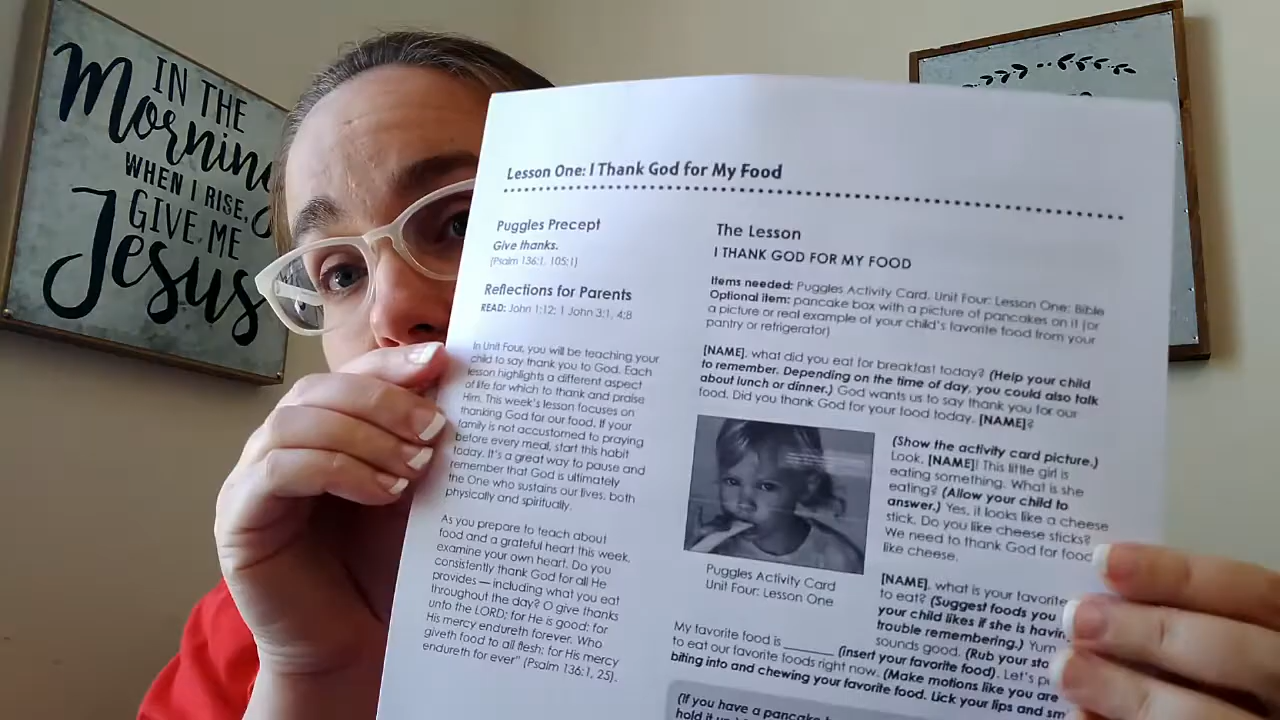 IN THE
Morning
WHEN I RISE,
GIVE ME
Jesus
Lesson One: I Thank God for My Food
Puggles Precept
Give thanks.
(Psalm 136:1, 105:1)
Reflections for Parents
READ: John 1:12; 1 John 3:1, 4:8
In Unit Four, you will be teaching your
child to say thank you to God. Each
lesson highlights a different aspect
of life for which to thank and praise
Him. This week's lesson focuses on
thanking God for our food. If your
family is not accustomed to praying
before every meal, start this habit
today. It's a great way to pause and
remember that God is ultimately
the One who sustains our lives, both
physically and spiritually.
As you prepare to teach about
food and a grateful heart this week,
examine your own heart. Do you
consistently thank God for all He
provides — including what you eat
throughout the day? O give thanks
unto the LORD; for He is good: for
His mercy endureth forever. Who
giveth food to all flesh: for His mercy
endureth for ever" (Psalm 136:1, 25).
The Lesson
I THANK GOD FOR MY FOOD
Items needed: Puggles Activity Card, Unit Four: Lesson One; Bible
Optional item: pancake box with a picture of pancakes on it (or
a picture or real example of your child's favorite food from your
pantry or refrigerator)
[NAME], what did you eat for breakfast today? (Help your child
to remember. Depending on the time of day, you could also talk
about lunch or dinner.) God wants us to say thank you for our
food. Did you thank God for your food today, [NAME]?
(Show the activity card picture.)
Look, [NAME]! This little girl is
eating something. What is she
eating? (Allow your child to
answer.) Yes, it looks like a cheese
stick. Do you like cheese sticks?
We need to thank God for food
like cheese.
Puggles Activity Card
Unit Four: Lesson One
[NAME], what is your favorite
to eat? (Suggest foods you
your child likes if she is
trouble remembering.)
sounds good. (Rub your
My favorite food is ______ (insert your favorite food). Let's
to eat our favorite foods right now. (Make motions like you are
biting into and chewing your favorite food. Lick your lips and
(If you have a pancake
hold it